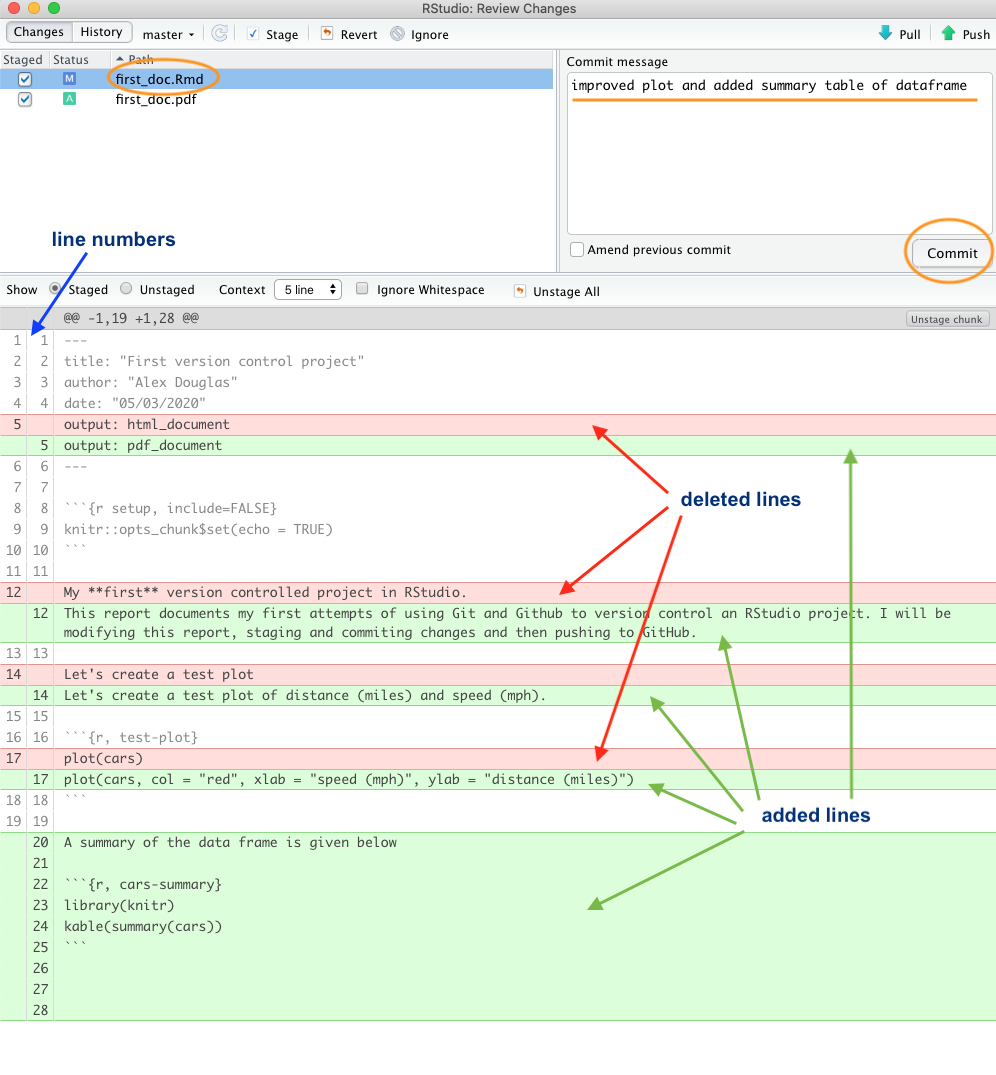 RStudio: Review Changes
Changes History master Stage Revert Ignore Pull Push
Staged Status Path
M first_doc.Rmd
A first_doc.pdf
Commit message
improved plot and added summary table of dataframe
line numbers
Amend previous commit Commit
Show Staged Unstaged Context 5 line Ignore Whitespace Unstage All
@@ -1,19 +1,28 @@ Unstage chunk
1 1 ---
2 2 title: "First version control project"
3 3 author: "Alex Douglas"
4 4 date: "05/03/2020"
5 output: html_document
5 output: pdf_document
6 6 ---
7 7
deleted lines
8 8 ```{r setup, include=FALSE}
9 9 knitr::opts_chunk$set(echo = TRUE)
10 10 ```
11 11
12 My **first** version controlled project in RStudio.
12 This report documents my first attempts of using Git and Github to version control an RStudio project. I will be
modifying this report, staging and commiting changes and then pushing to GitHub.
13 13
14 Let's create a test plot
14 Let's create a test plot of distance (miles) and speed (mph).
15 15
16 16 ```{r, test-plot}
17 plot(cars)
17 plot(cars, col = "red", xlab = "speed (mph)", ylab = "distance (miles)")
18 18 ```
19 19
added lines
20 A summary of the data frame is given below
21
22 ```{r, cars-summary}
23 library(knitr)
24 kable(summary(cars))
25 ```
26
27
28